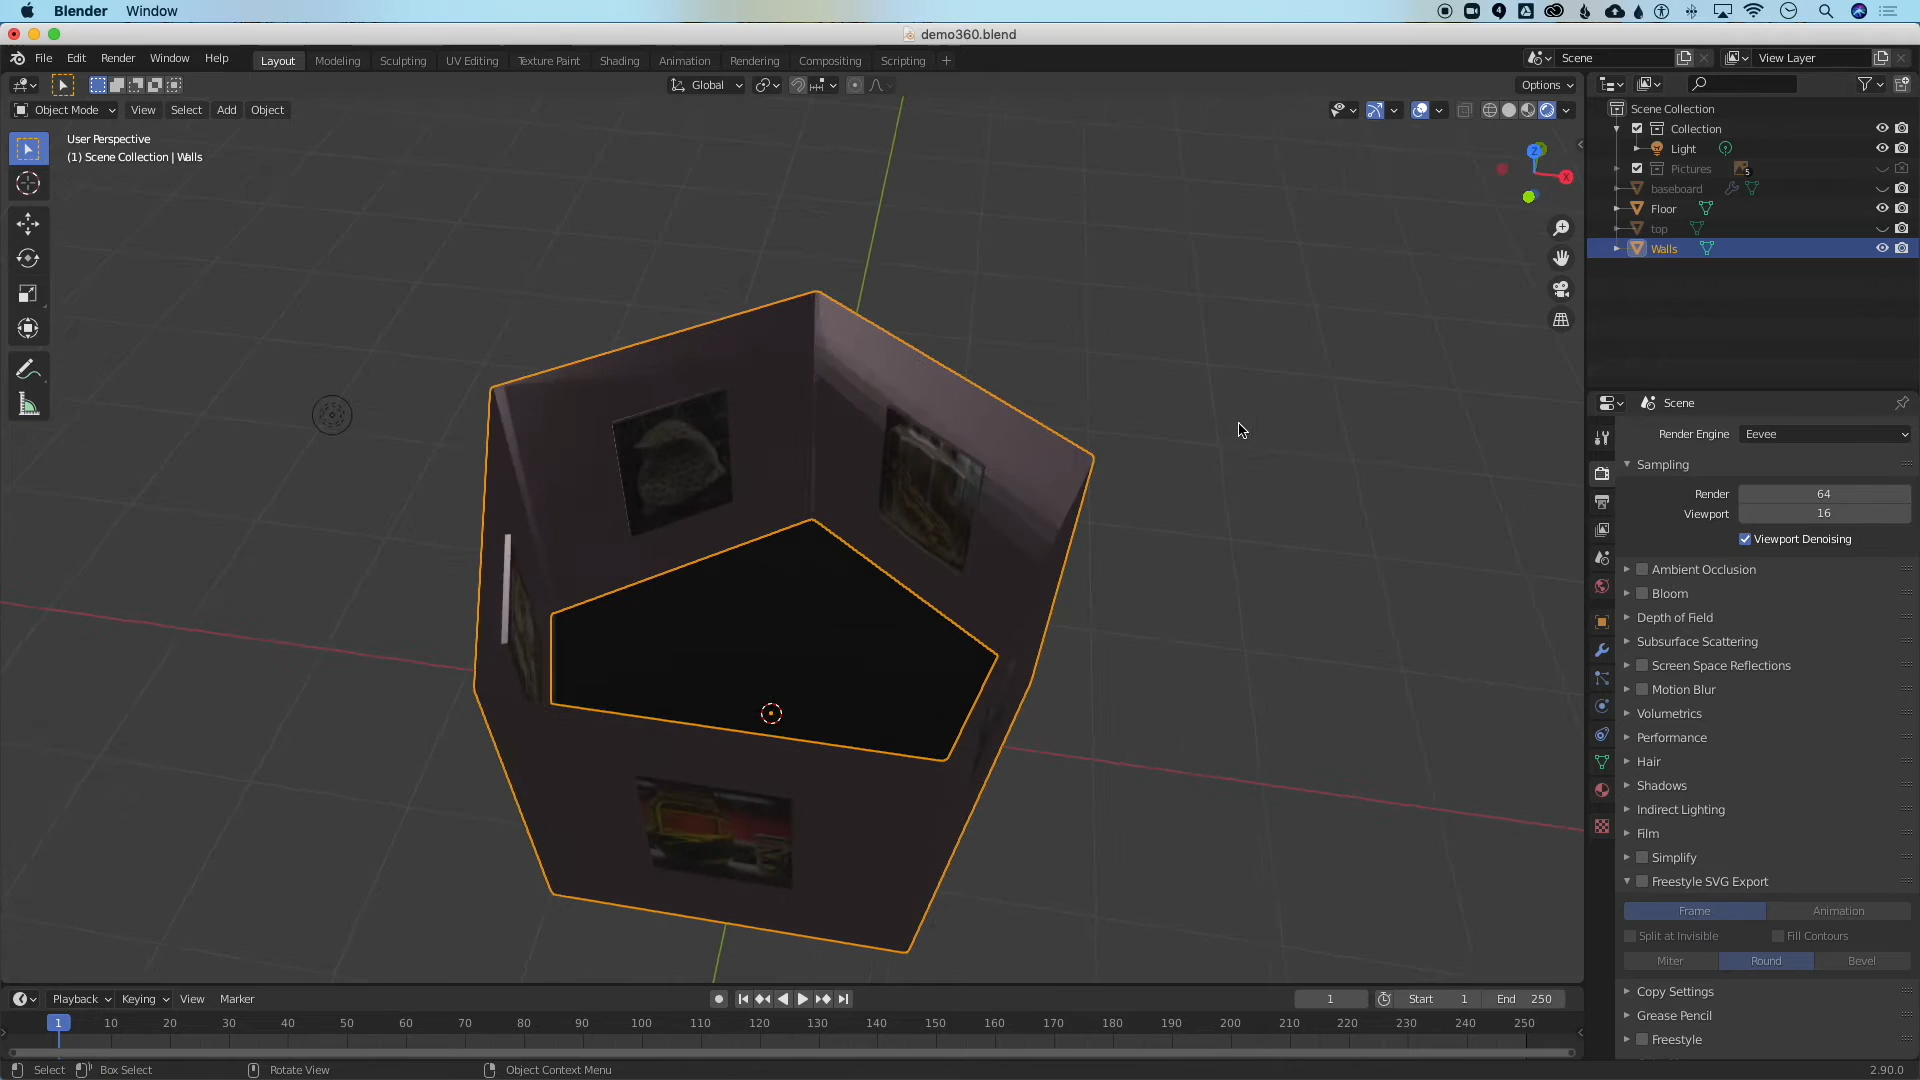 Blender Window
4
demo360.blend
File Edit Render Window Help
Layout Modeling Sculpting UV Editing Texture Paint Shading Animation Rendering Compositing Scripting +
Scene
View Layer
Global
Options
Object Mode View Select Add Object
User Perspective
(1) Scene Collection | Walls
Z
X
Scene Collection
Collection
Light
Pictures
5
baseboard
Floor
top
Walls
Scene
Render Engine Eevee
Sampling
Render 64
Viewport 16
Viewport Denoising
Ambient Occlusion
Bloom
Depth of Field
Subsurface Scattering
Screen Space Reflections
Motion Blur
Volumetrics
Performance
Hair
Shadows
Indirect Lighting
Film
Simplify
Freestyle SVG Export
Frame Animation
Split at Invisible Fill Contours
Miter Round Bevel
Copy Settings
Grease Pencil
Freestyle
Playback Keying View Marker
1 Start 1 End 250
1 10 20 30 40 50 60 70 80 90 100 110 120 130 140 150 160 170 180 190 200 210 220 230 240 250
Select Box Select Rotate View Object Context Menu 2.90.0